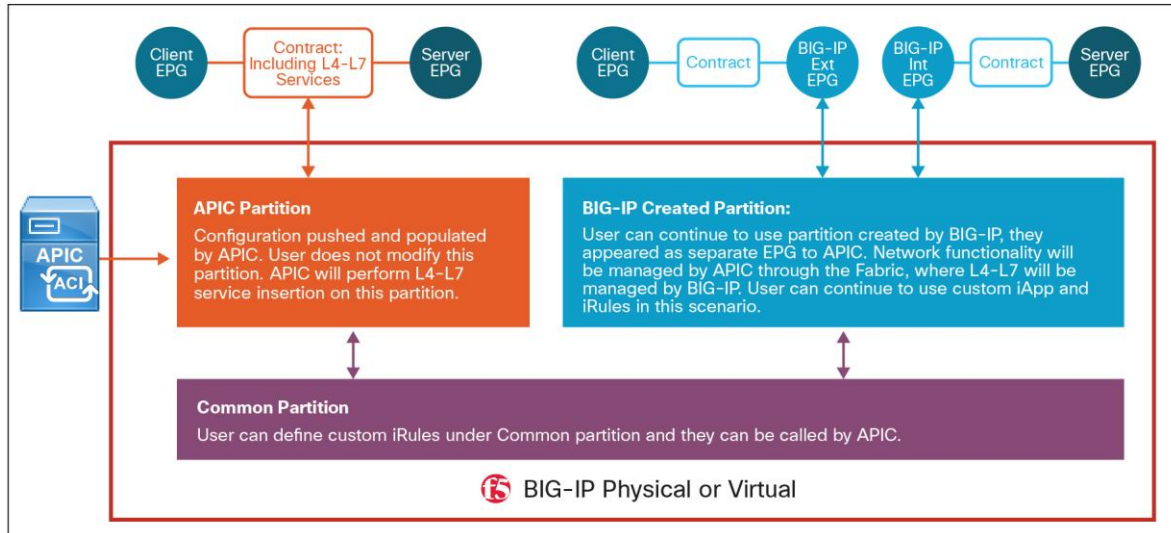 Client
EPG
Contract:
Including L4-L7
Services
Server
EPG
Client
EPG
Contract
BIG-IP
Ext
EPG
BIG-IP
Int
EPG
Contract
Server
EPG
APIC
ACI
APIC Partition
Configuration pushed and populated
by APIC. User does not modify this
partition. APIC will perform L4-L7
service insertion on this partition.
BIG-IP Created Partition:
User can continue to use partition created by BIG-IP, they
appeared as separate EPG to APIC. Network functionality will
be managed by APIC through the Fabric, where L4-L7 will be
managed by BIG-IP. User can continue to use custom iApp and
iRules in this scenario.
Common Partition
User can define custom iRules under Common partition and they can be called by APIC.
f5 BIG-IP Physical or Virtual